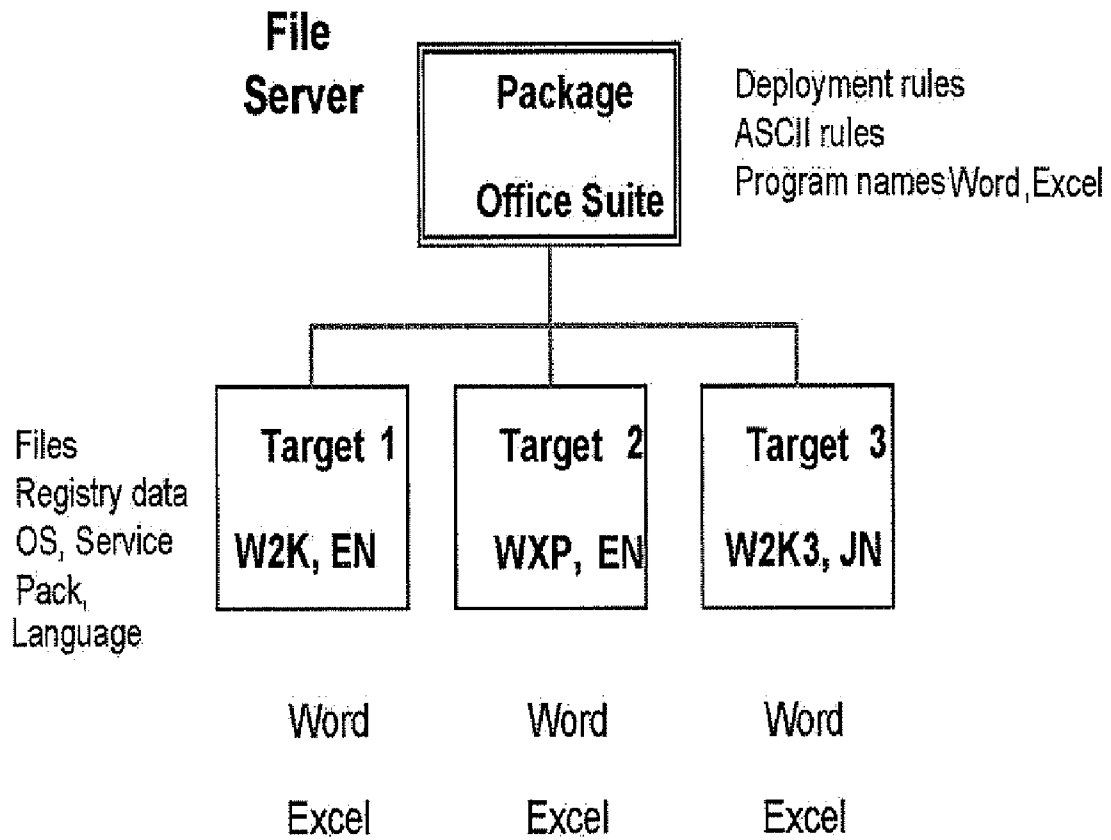 File
Server
Package
Office Suite
Deployment rules
ASCII rules
Program names Word, Excel
Files
Registry data
OS, Service
Pack,
Language
Target 1
W2K, EN
Target 2
WXP, EN
Target 3
W2K3, JN
Word
Excel
Word
Excel
Word
Excel